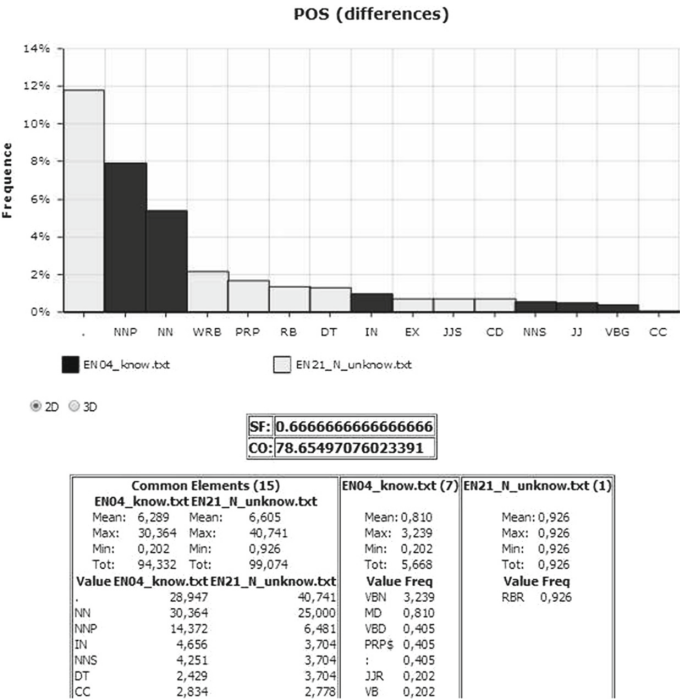 POS (differences)
14%
12%
10%
8%
6%
4%
2%
0%
Frequence
. NNP NN WRB PRP RB DT IN EX JJS CD NNS JJ VBG CC
EN04_know.txt EN21_N_unknow.txt
2D 3D
SF: 0.6666666666666666
CO: 78.65497076023391
Common Elements (15) EN04_know.txt (7) EN21_N_unknow.txt (1)
EN04_know.txt EN21_N_unknow.txt
Mean: 6,289 Mean: 6,605 Mean: 0,810 Mean: 0,926
Max: 30,364 Max: 40,741 Max: 3,239 Max: 0,926
Min: 0,202 Min: 0,926 Min: 0,202 Min: 0,926
Tot: 94,332 Tot: 99,074 Tot: 5,668 Tot: 0,926
Value EN04_know.txt EN21_N_unknow.txt Value Freq Value Freq
. 28,947 40,741 VBN 3,239 RBR 0,926
NN 30,364 25,000 MD 0,810
NNP 14,372 6,481 VBD 0,405
IN 4,656 3,704 PRP$ 0,405
NNS 4,251 3,704 : 0,405
DT 2,429 3,704 JJR 0,202
CC 2,834 2,778 VB 0,202